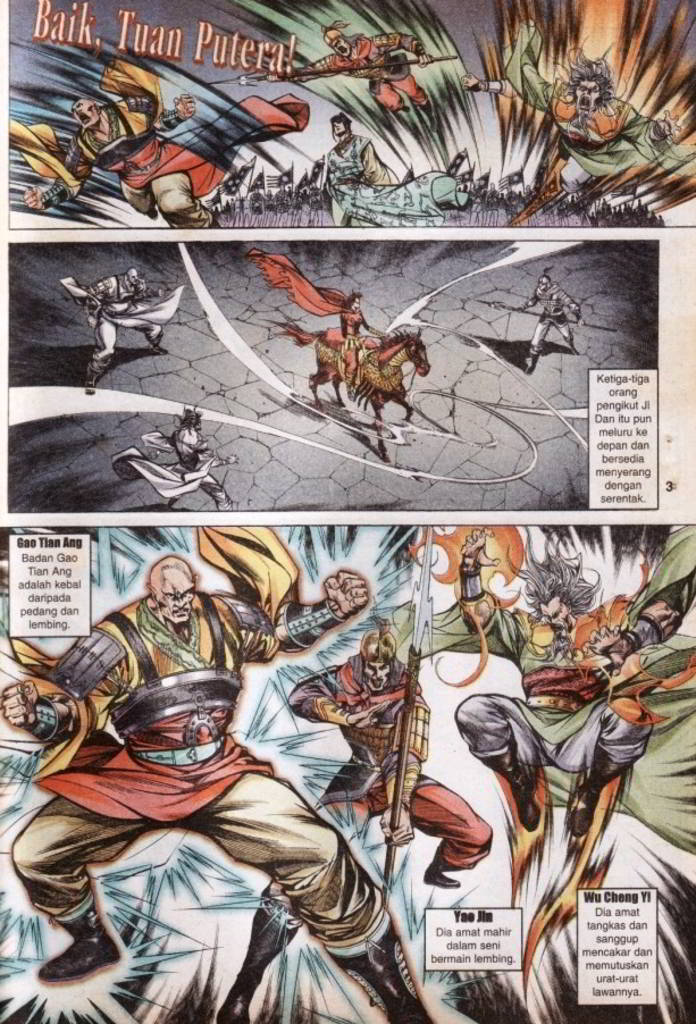 Baik, Tuan Putera!
Ketiga-tiga
orang
pengikut Ji
Dan itu pun
meluru ke
depan dan
bersedia
menyerang
dengan
serentak.
3
Gao Tian Ang
Badan Gao
Tian Ang
adalah kebal
daripada
pedang dan
lembing.
Yao Jin
Dia amat mahir
dalam seni
bermain lembing.
Wu Cheng Yi
Dia amat
tangkas dan
sanggup
mencakar dan
memutuskan
urat-urat
lawannya.